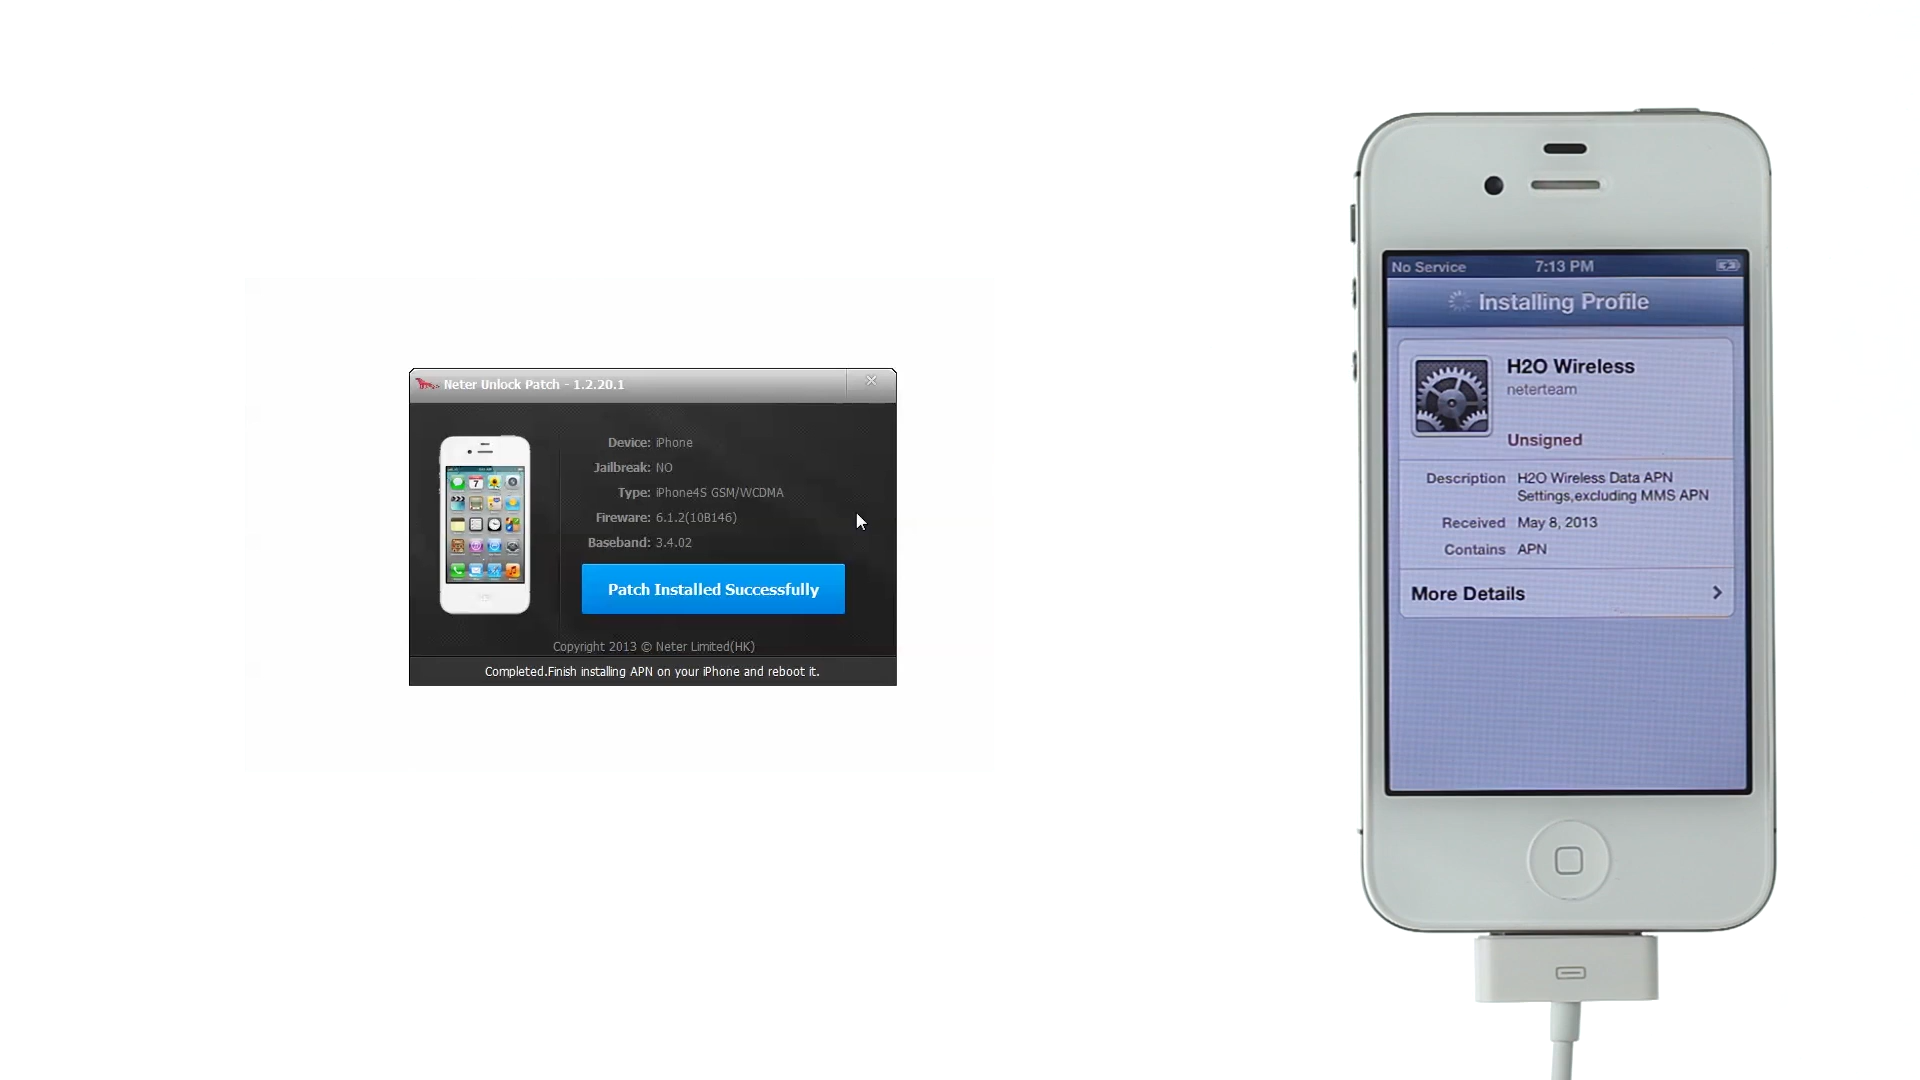 Neter Unlock Patch - 1.2.20.1
Device: iPhone
Jailbreak: NO
Type: iPhone4S GSM/WCDMA
Fireware: 6.1.2(10B146)
Baseband: 3.4.02
Patch Installed Successfully
Copyright 2013 © Neter Limited(HK)
Completed.Finish installing APN on your iPhone and reboot it.
No Service 7:13 PM
Installing Profile
H2O Wireless
neterteam
Unsigned
Description H2O Wireless Data APN
Settings,excluding MMS APN
Received May 8, 2013
Contains APN
More Details